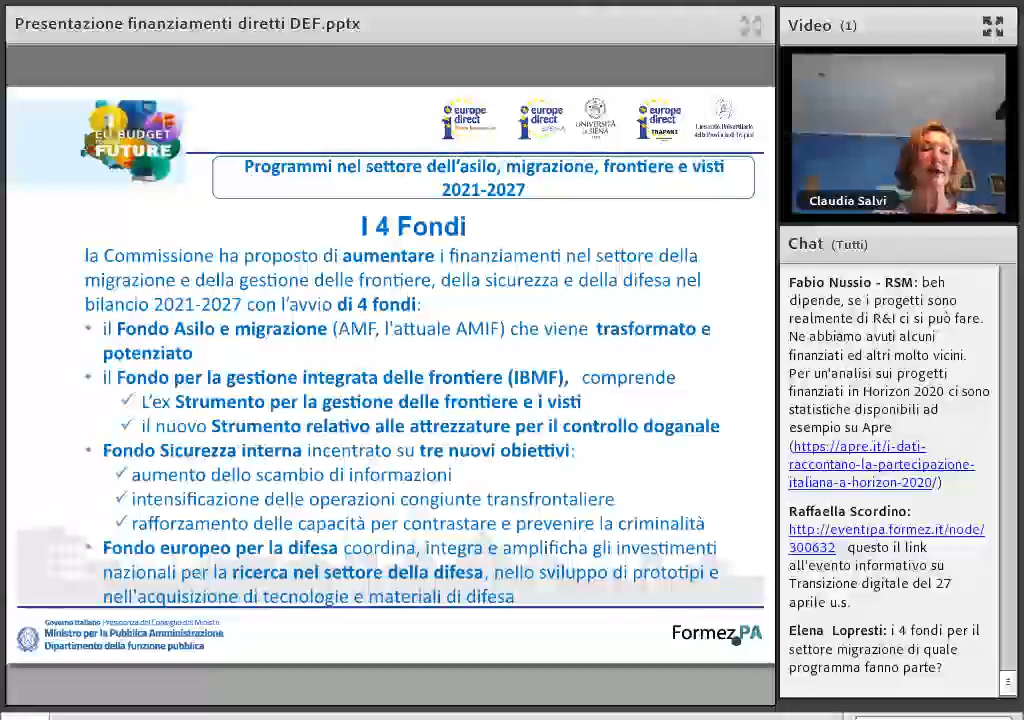 Presentazione finanziamenti diretti DEF.pptx
EU BUDGET
FUTURE
europe
direct
europe
direct
SIENA
UNIVERSITÀ
DI SIENA
europe
direct
TRAPANI
Programmi nel settore dell'asilo, migrazione, frontiere e visti
2021-2027
I 4 Fondi
la Commissione ha proposto di aumentare i finanziamenti nel settore della
migrazione e della gestione delle frontiere, della sicurezza e della difesa nel
bilancio 2021-2027 con l'avvio di 4 fondi:
• il Fondo Asilo e migrazione (AMF, l'attuale AMIF) che viene trasformato e
potenziato
• il Fondo per la gestione integrata delle frontiere (IBMF), comprende
✓ L'ex Strumento per la gestione delle frontiere e i visti
✓ il nuovo Strumento relativo alle attrezzature per il controllo doganale
• Fondo Sicurezza interna incentrato su tre nuovi obiettivi:
✓ aumento dello scambio di informazioni
✓ intensificazione delle operazioni congiunte transfrontaliere
✓ rafforzamento delle capacità per contrastare e prevenire la criminalità
• Fondo europeo per la difesa coordina, integra e amplificha gli investimenti
nazionali per la ricerca nel settore della difesa, nello sviluppo di prototipi e
nell'acquisizione di tecnologie e materiali di difesa
Governo Italiano Presidenza del Consiglio dei Ministri
Ministro per la Pubblica Amministrazione
Dipartimento della funzione pubblica
Formez PA
Video (1)
Claudia Salvi
Chat (Tutti)
Fabio Nussio - RSM: beh
dipende, se i progetti sono
realmente di R&I ci si può fare.
Ne abbiamo avuti alcuni
finanziati ed altri molto vicini.
Per un'analisi sui progetti
finanziati in Horizon 2020 ci sono
statistiche disponibili ad
esempio su Apre
(https://apre.it/i-dati-
raccontano-la-partecipazione-
italiana-a-horizon-2020/)
Raffaella Scordino:
http://eventipa.formez.it/node/
300632 questo il link
all'evento informativo su
Transizione digitale del 27
aprile u.s.
Elena Lopresti: i 4 fondi per il
settore migrazione di quale
programma fanno parte?